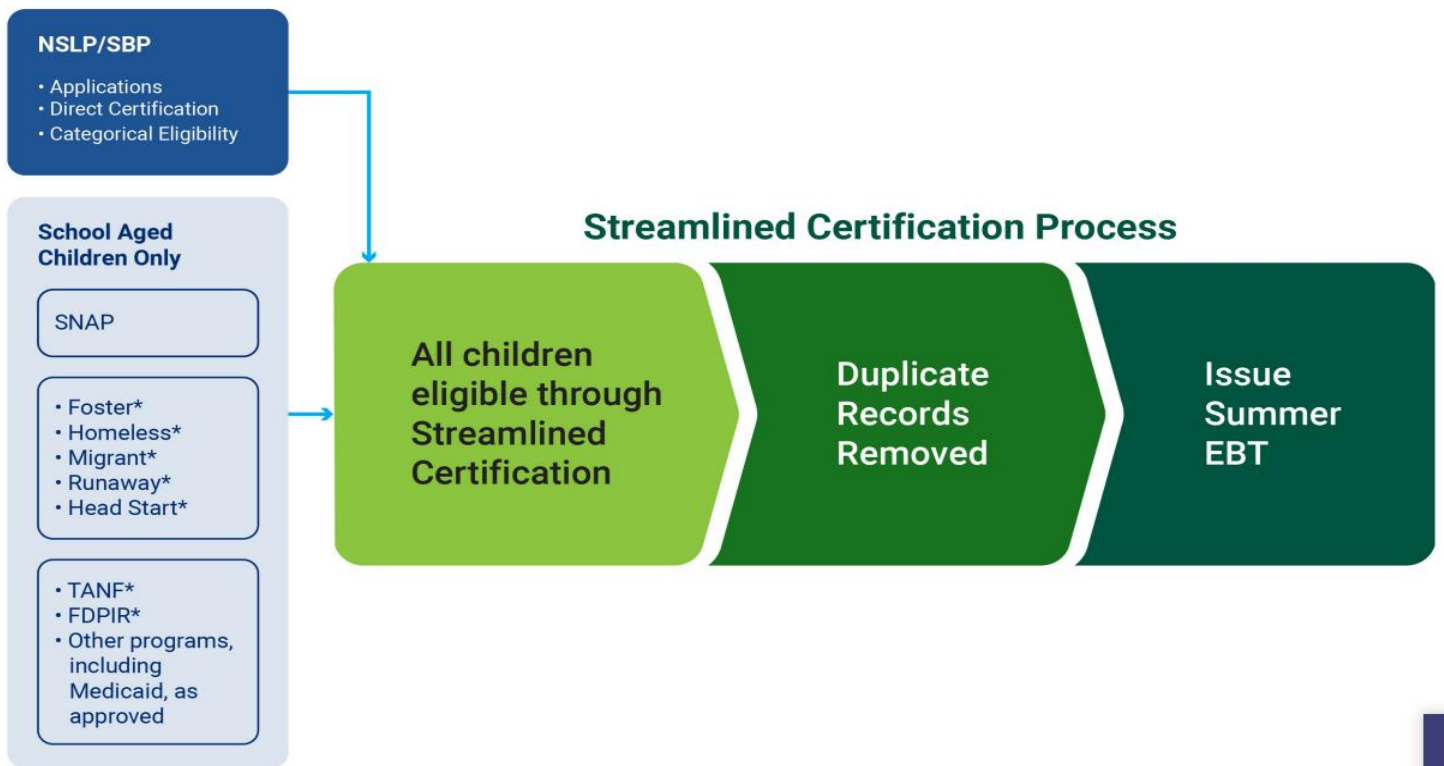 NSLP/SBP
• Applications
• Direct Certification
• Categorical Eligibility
School Aged
Children Only
SNAP
• Foster*
• Homeless*
• Migrant*
• Runaway*
• Head Start*
• TANF*
• FDPIR*
• Other programs,
including
Medicaid, as
approved
Streamlined Certification Process
All children
eligible through
Streamlined
Certification
Duplicate
Records
Removed
Issue
Summer
EBT